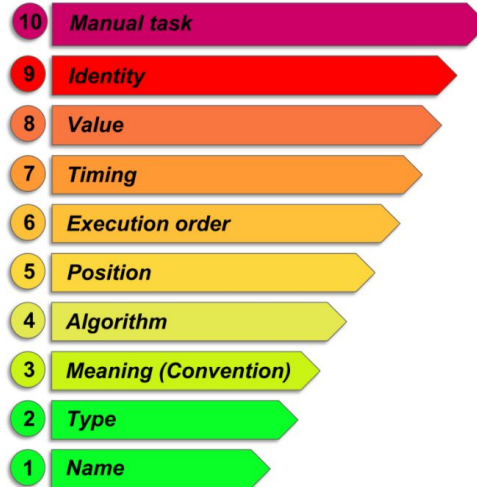 10 Manual task
9 Identity
8 Value
7 Timing
6 Execution order
5 Position
4 Algorithm
3 Meaning (Convention)
2 Type
1 Name